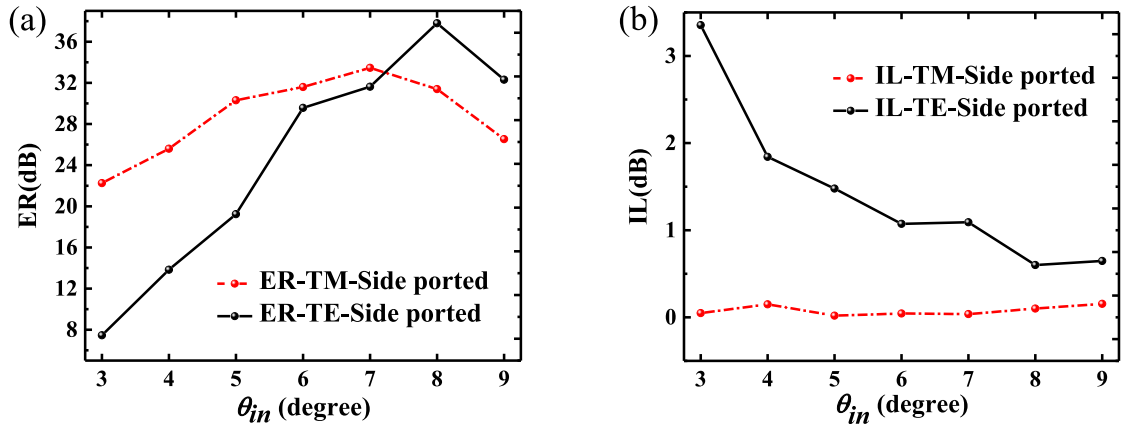 (a)
ER(dB)
36
32
28
24
20
16
12
8
ER-TM-Side ported
ER-TE-Side ported
3 4 5 6 7 8 9
θin (degree)
(b)
IL(dB)
3
2
1
0
IL-TM-Side ported
IL-TE-Side ported
3 4 5 6 7 8 9
θin (degree)